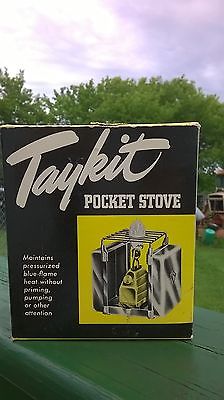 Taykit
POCKET STOVE
Maintains
pressurized
blue-flame
heat without
priming,
pumping
or other
attention